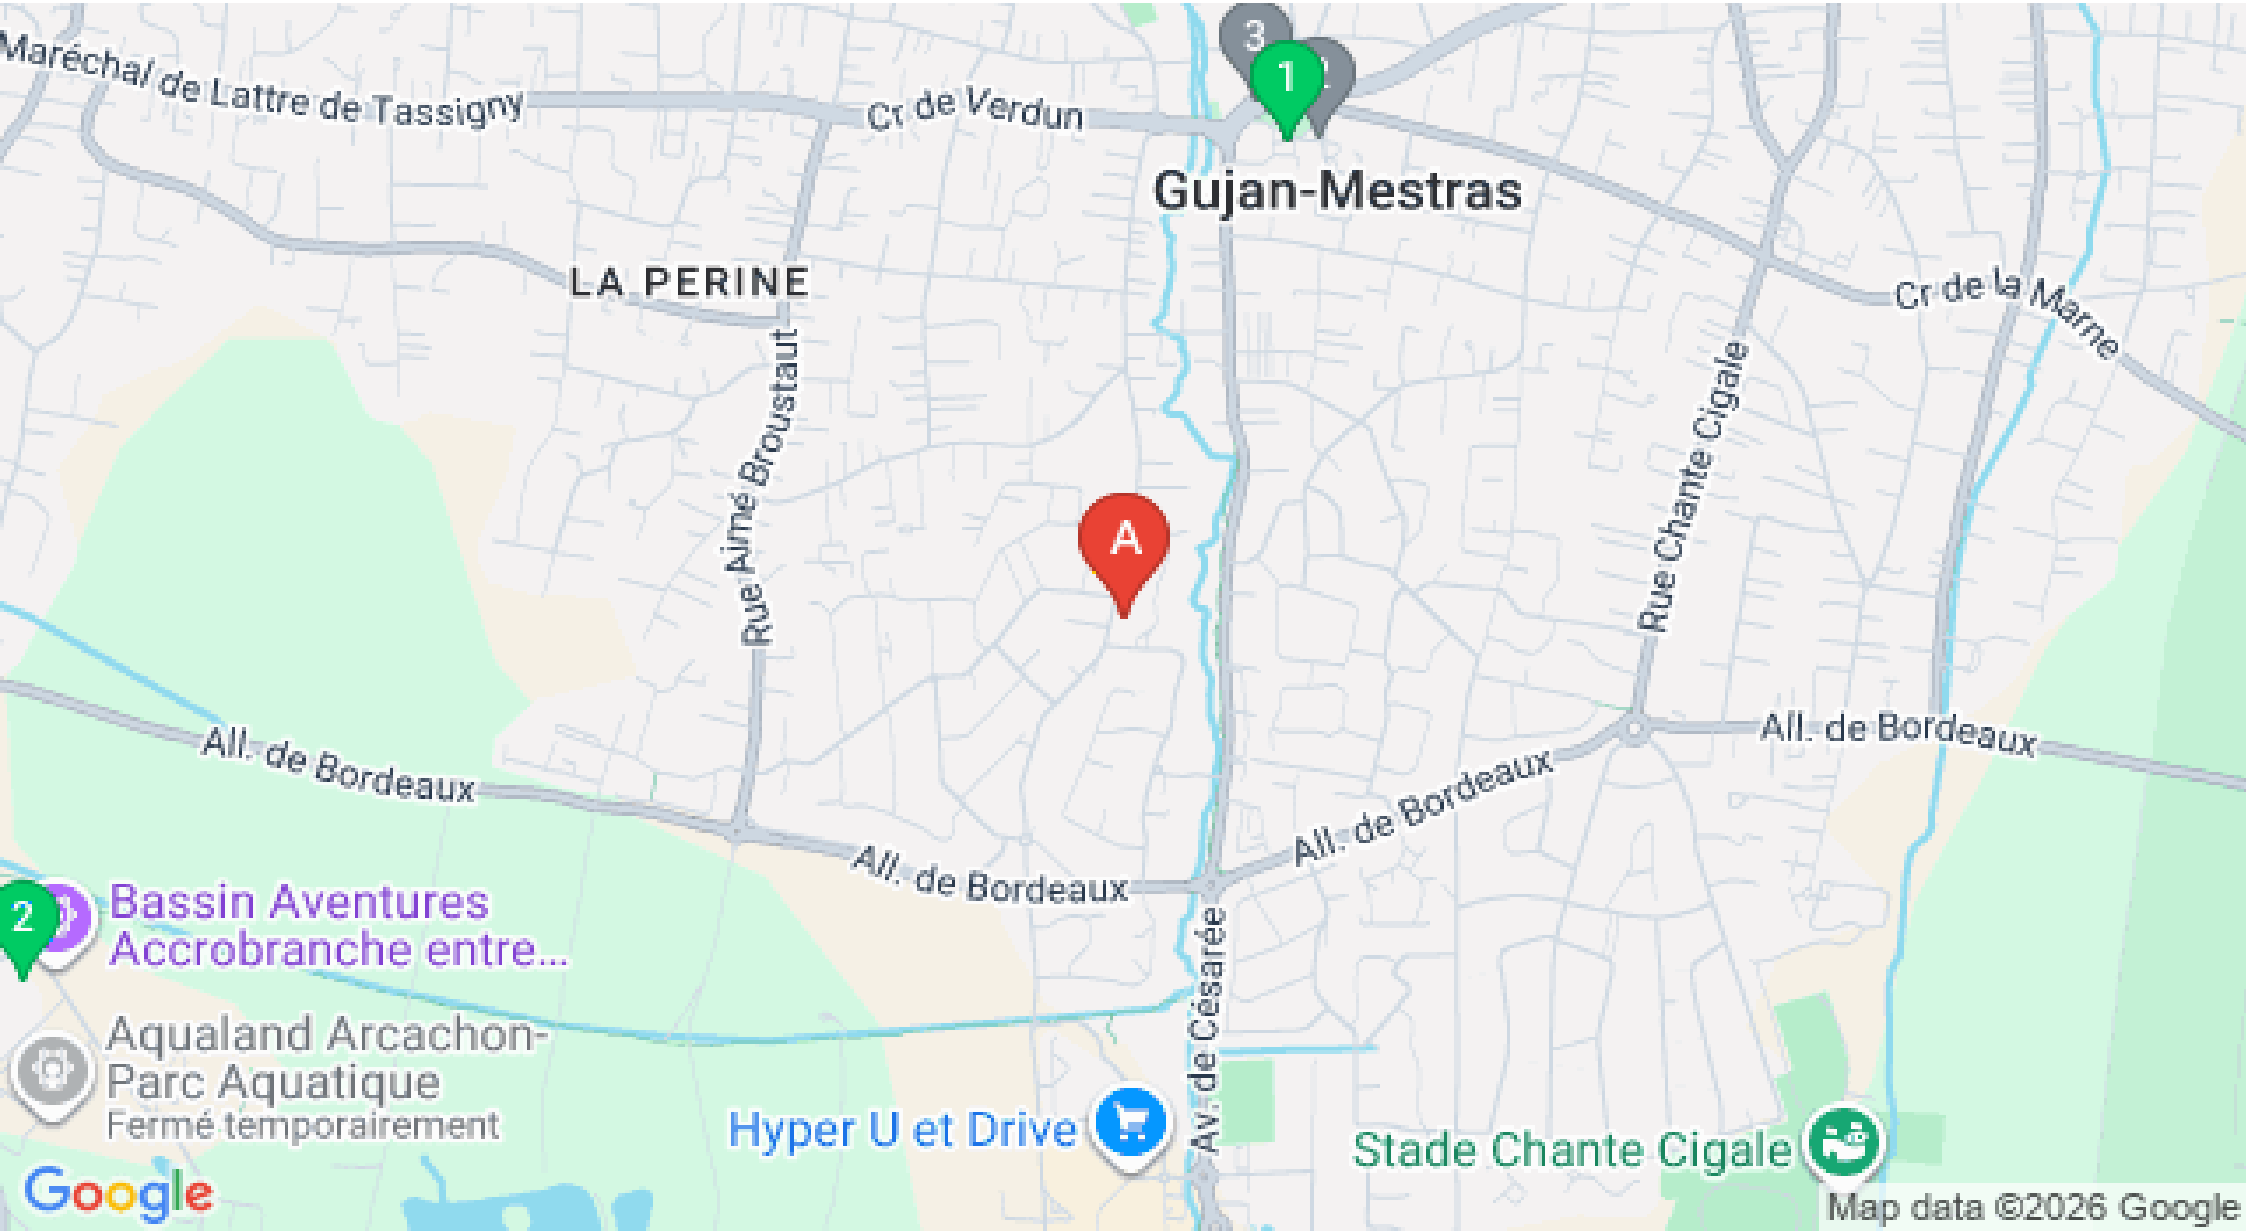 Maréchal de Lattre de Tassigny
Cr de Verdun
3
1
Gujan-Mestras
LA PERINE
Cr de la Marne
Rue Aimé Broustaut
Rue Chante Cigale
A
All. de Bordeaux
All. de Bordeaux
All. de Bordeaux
All. de Bordeaux
2
Bassin Aventures
Accrobranche entre...
Av. de Césarée
Aqualand Arcachon-
Parc Aquatique
Fermé temporairement
Hyper U et Drive
Stade Chante Cigale
Google
Map data ©2026 Google